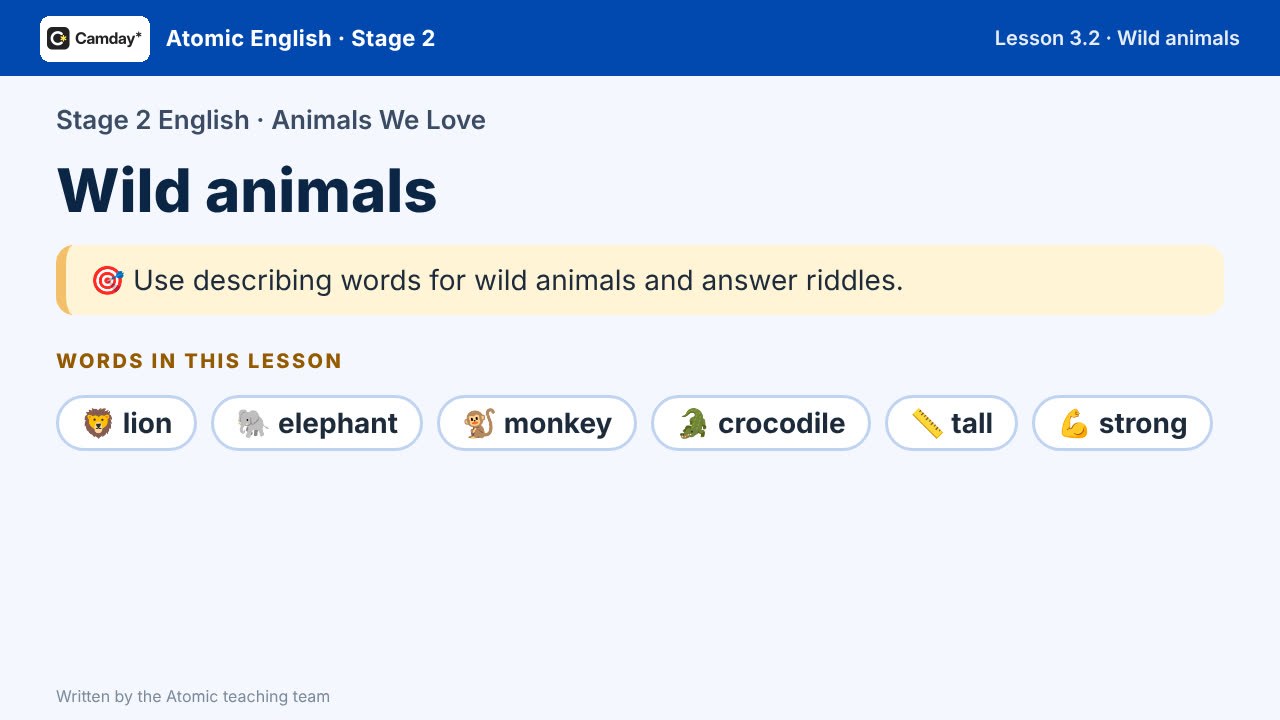 Camday*
Atomic English · Stage 2
Lesson 3.2 · Wild animals
Stage 2 English · Animals We Love
Wild animals
🎯 Use describing words for wild animals and answer riddles.
WORDS IN THIS LESSON
🦁 lion 🐘 elephant 🐒 monkey 🐊 crocodile 📏 tall 💪 strong
Written by the Atomic teaching team